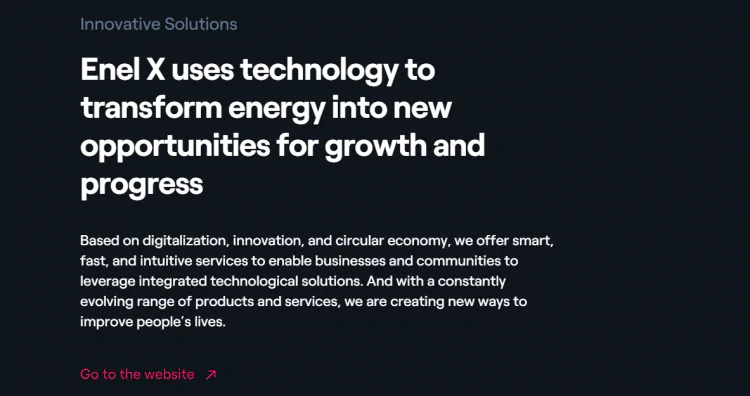 Innovative Solutions
Enel X uses technology to
transform energy into new
opportunities for growth and
progress
Based on digitalization, innovation, and circular economy, we offer smart,
fast, and intuitive services to enable businesses and communities to
leverage integrated technological solutions. And with a constantly
evolving range of products and services, we are creating new ways to
improve people's lives.
Go to the website ↗